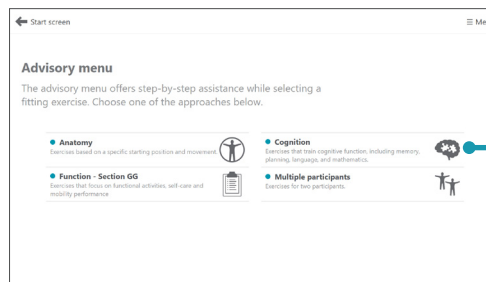 Start screen
Me
Advisory menu
The advisory menu offers step-by-step assistance while selecting a
fitting exercise. Choose one of the approaches below.
Anatomy
Exercises based on a specific starting position and movement.
Cognition
Exercises that train cognitive function, including memory,
planning, language, and mathematics.
Function - Section GG
Exercises that focus on functional activities, self-care and
mobility performance
Multiple participants
Exercises for two participants.